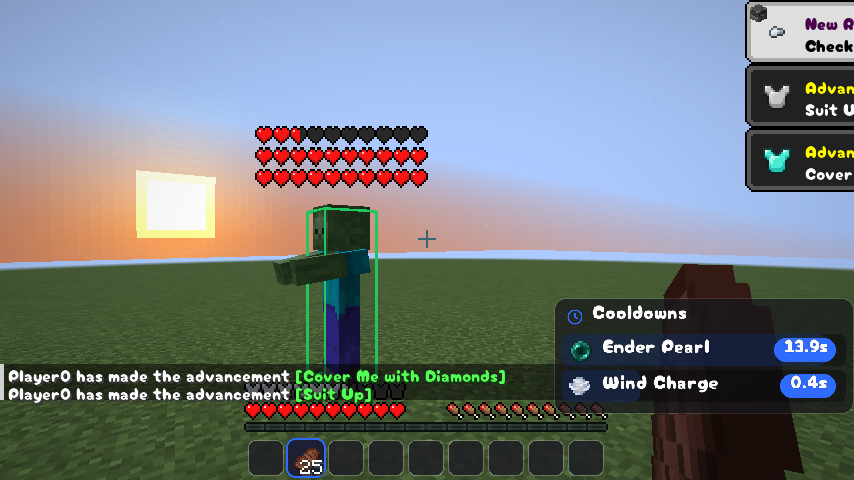 New A
Check
Advan
Suit U
Advan
Cover
Cooldowns
Ender Pearl 13.9s
Wind Charge 0.4s
Player0 has made the advancement [Cover Me with Diamonds]
Player0 has made the advancement [Suit Up]
25